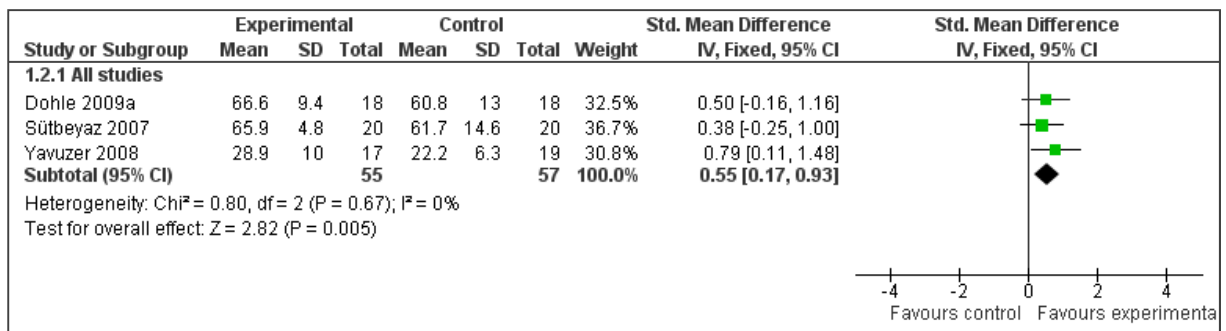 Experimental Control Std. Mean Difference Std. Mean Difference
Study or Subgroup Mean SD Total Mean SD Total Weight IV, Fixed, 95% CI IV, Fixed, 95% CI
1.2.1 All studies
Dohle 2009a 66.6 9.4 18 60.8 13 18 32.5% 0.50 [-0.16, 1.16]
Sütbeyaz 2007 65.9 4.8 20 61.7 14.6 20 36.7% 0.38 [-0.25, 1.00]
Yavuzer 2008 28.9 10 17 22.2 6.3 19 30.8% 0.79 [0.11, 1.48]
Subtotal (95% CI) 55 57 100.0% 0.55 [0.17, 0.93]
Heterogeneity: Chi² = 0.80, df = 2 (P = 0.67); I² = 0%
Test for overall effect: Z = 2.82 (P = 0.005)
-4 -2 0 2 4
Favours control Favours experimenta